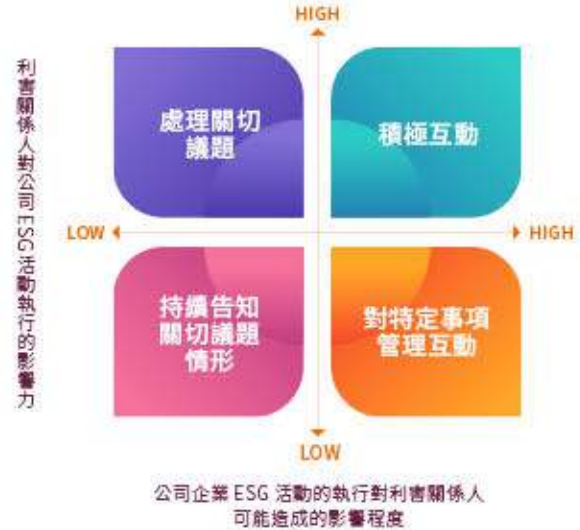 HIGH
利害關係人對公司ESG活動執行的影響力
處理關切
議題
積極互動
LOW
HIGH
持續告知
關切議題
情形
對特定事項
管理互動
LOW
公司企業 ESG 活動的執行對利害關係人
可能造成的影響程度